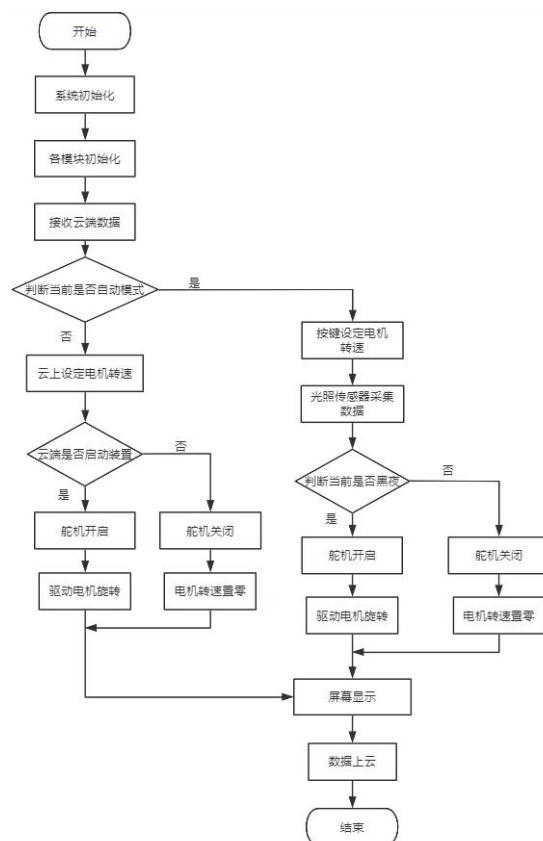 开始
系统初始化
各模块初始化
接收云端数据
判断当前是否自动模式
是
否
按键设定电机
转速
云上设定电机转速
光照传感器采集
数据
云端是否启动装置
否
是
判断当前是否黑夜
否
是
舵机开启
舵机关闭
舵机开启
舵机关闭
驱动电机旋转
电机转速置零
驱动电机旋转
电机转速置零
屏幕显示
数据上云
结束